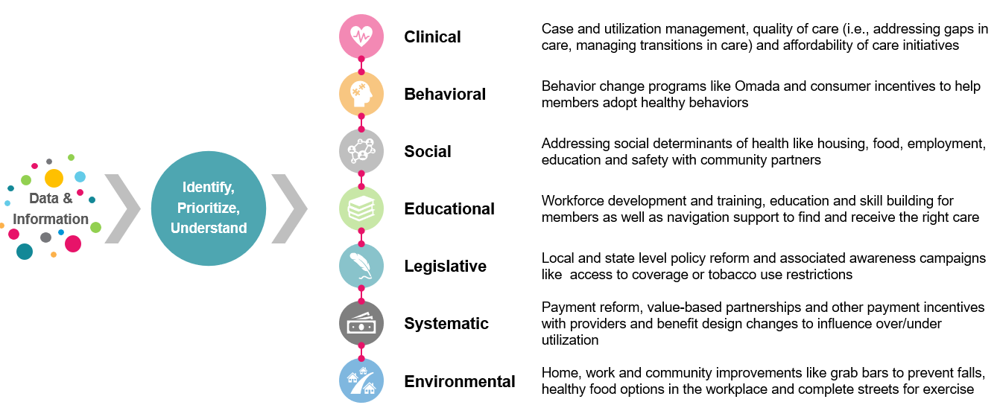 Data &
Information
Identify,
Prioritize,
Understand
Clinical
Case and utilization management, quality of care (i.e., addressing gaps in
care, managing transitions in care) and affordability of care initiatives
Behavioral
Behavior change programs like Omada and consumer incentives to help
members adopt healthy behaviors
Social
Addressing social determinants of health like housing, food, employment,
education and safety with community partners
Educational
Workforce development and training, education and skill building for
members as well as navigation support to find and receive the right care
Legislative
Local and state level policy reform and associated awareness campaigns
like  access to coverage or tobacco use restrictions
Systematic
Payment reform, value-based partnerships and other payment incentives
with providers and benefit design changes to influence over/under
utilization
Environmental
Home, work and community improvements like grab bars to prevent falls,
healthy food options in the workplace and complete streets for exercise